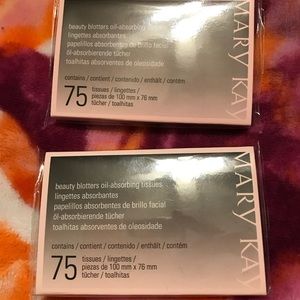 beauty blotters oil-absorbing tissues
lingettes absorbantes
papelillos absorbentes de brillo facial
öl-absorbierende tücher
toalhitas absorventes de oleosidade
contains / contient / contenido / enthält / contém
75 tissues / lingettes /
piezas de 100 mm x 76 mm
tücher / toalhitas
MARY KAY
beauty blotters oil-absorbing tissues
lingettes absorbantes
papelillos absorbentes de brillo facial
öl-absorbierende tücher
toalhitas absorventes de oleosidade
contains / contient / contenido / enthält / contém
75 tissues / lingettes /
piezas de 100 mm x 76 mm
tücher / toalhitas
MARY KAY